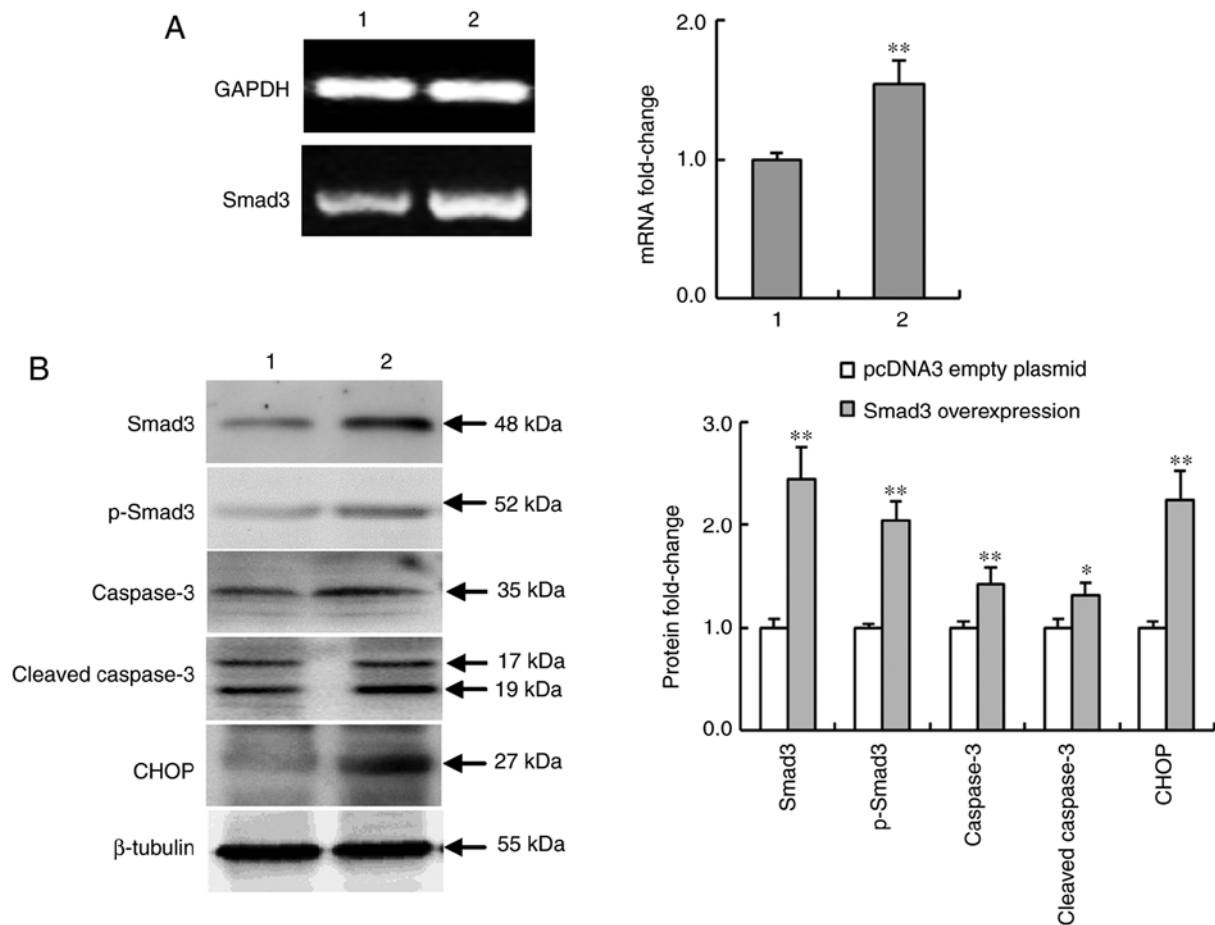 A
1 2
GAPDH
Smad3
2.0
1.0
0.0
mRNA fold-change
**
1 2
B
1 2
Smad3
48 kDa
p-Smad3
52 kDa
Caspase-3
35 kDa
Cleaved caspase-3
17 kDa
19 kDa
CHOP
27 kDa
β-tubulin
55 kDa
pcDNA3 empty plasmid
Smad3 overexpression
3.0
2.0
1.0
0.0
Protein fold-change
** ** ** * **
Smad3
p-Smad3
Caspase-3
Cleaved caspase-3
CHOP